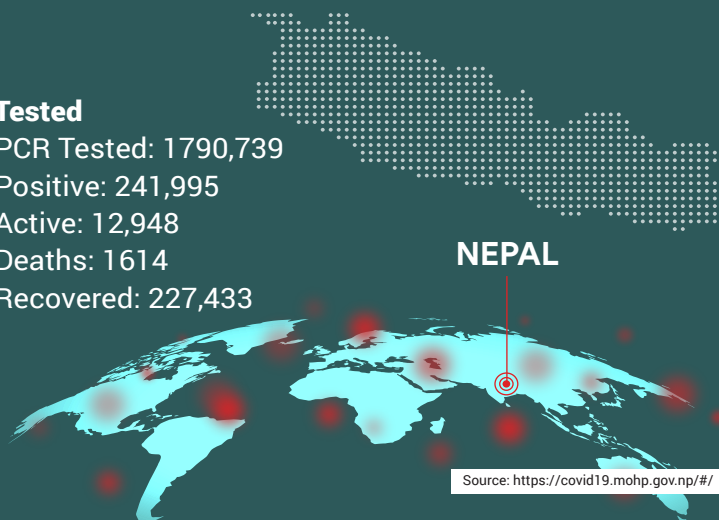 Tested
PCR Tested: 1790,739
Positive: 241,995
Active: 12,948
Deaths: 1614
Recovered: 227,433
NEPAL
Source: https://covid19.mohp.gov.np/#/